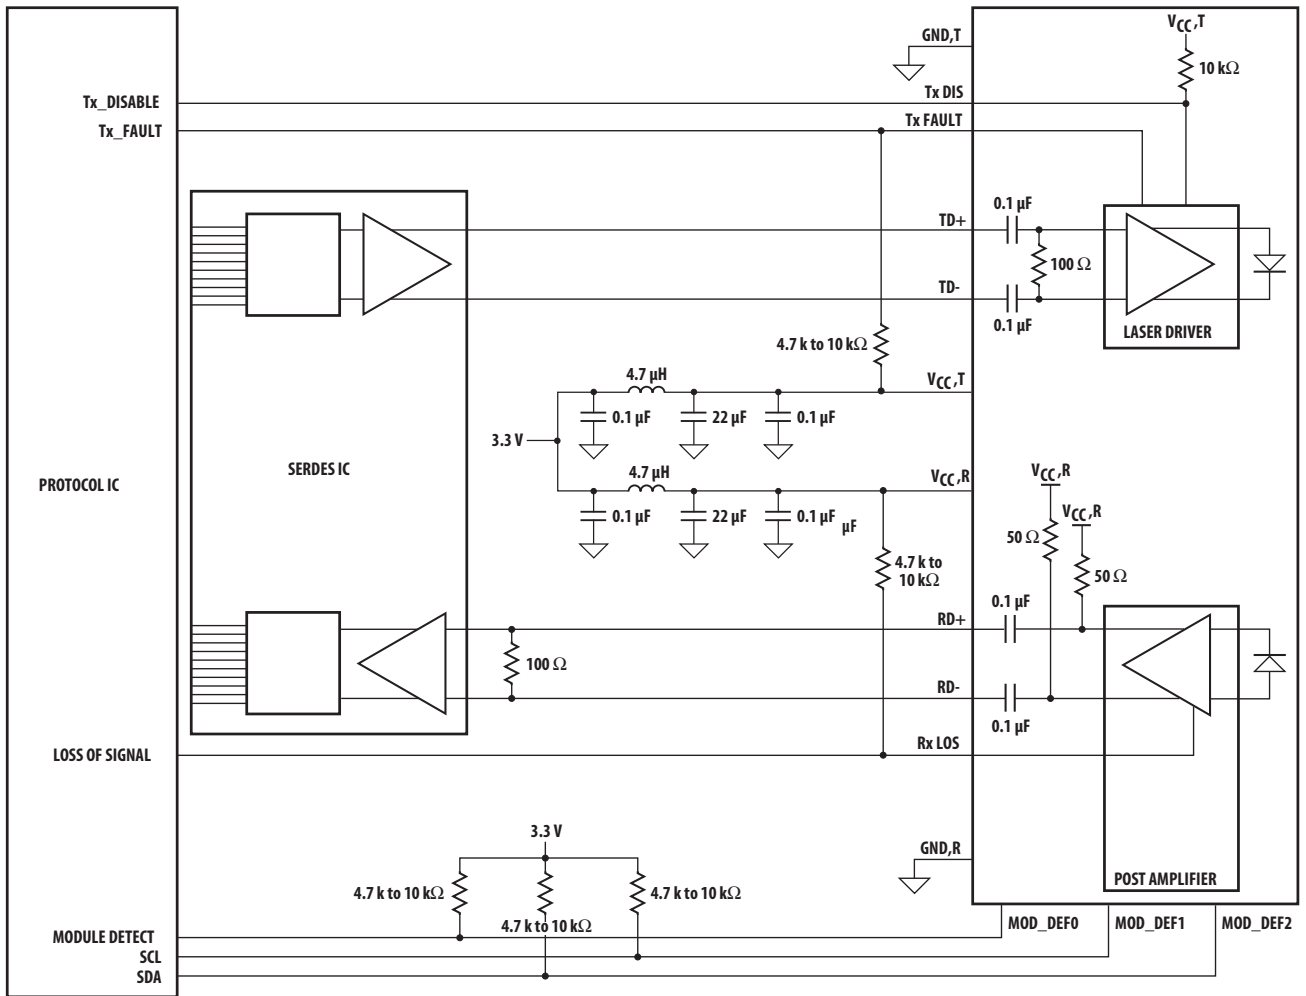 V_CC,T
GND,T
10 kΩ
Tx_DISABLE
Tx DIS
Tx_FAULT
Tx FAULT
0.1 µF
TD+
100 Ω
TD-
0.1 µF
LASER DRIVER
4.7 k to 10 kΩ
4.7 µH
V_CC,T
0.1 µF
22 µF
0.1 µF
3.3 V
SERDES IC
PROTOCOL IC
4.7 µH
V_CC,R
V_CC,R
0.1 µF
22 µF
0.1 µF
µF
V_CC,R
50 Ω
4.7 k to
10 kΩ
50 Ω
0.1 µF
RD+
100 Ω
RD-
0.1 µF
LOSS OF SIGNAL
Rx LOS
3.3 V
GND,R
POST AMPLIFIER
4.7 k to 10 kΩ
4.7 k to 10 kΩ
4.7 k to 10 kΩ
MOD_DEF0
MOD_DEF1
MOD_DEF2
MODULE DETECT
SCL
SDA